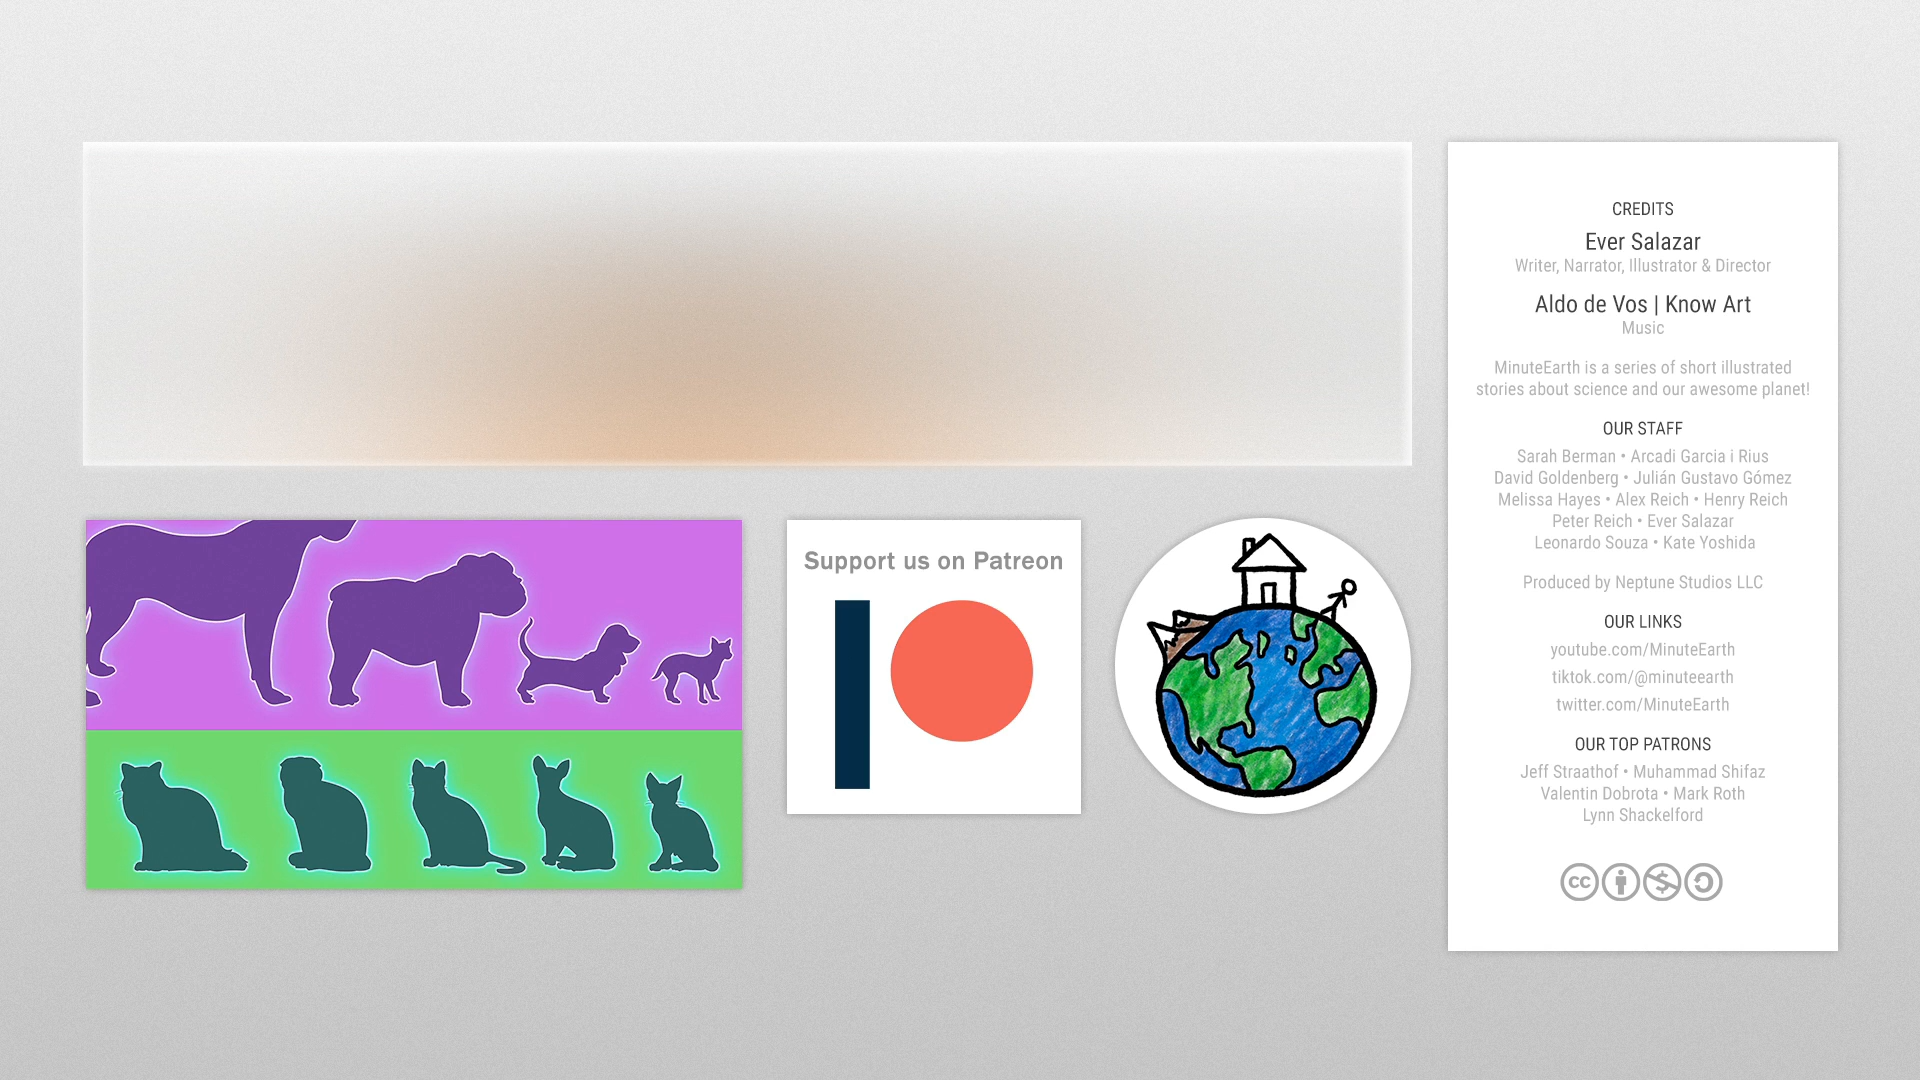 Support us on Patreon
CREDITS
Ever Salazar
Writer, Narrator, Illustrator & Director
Aldo de Vos | Know Art
Music
MinuteEarth is a series of short illustrated
stories about science and our awesome planet!
OUR STAFF
Sarah Berman • Arcadi Garcia i Rius
David Goldenberg • Julián Gustavo Gómez
Melissa Hayes • Alex Reich • Henry Reich
Peter Reich • Ever Salazar
Leonardo Souza • Kate Yoshida
Produced by Neptune Studios LLC
OUR LINKS
youtube.com/MinuteEarth
tiktok.com/@minuteearth
twitter.com/MinuteEarth
OUR TOP PATRONS
Jeff Straathof • Muhammad Shifaz
Valentin Dobrota • Mark Roth
Lynn Shackelford
cc